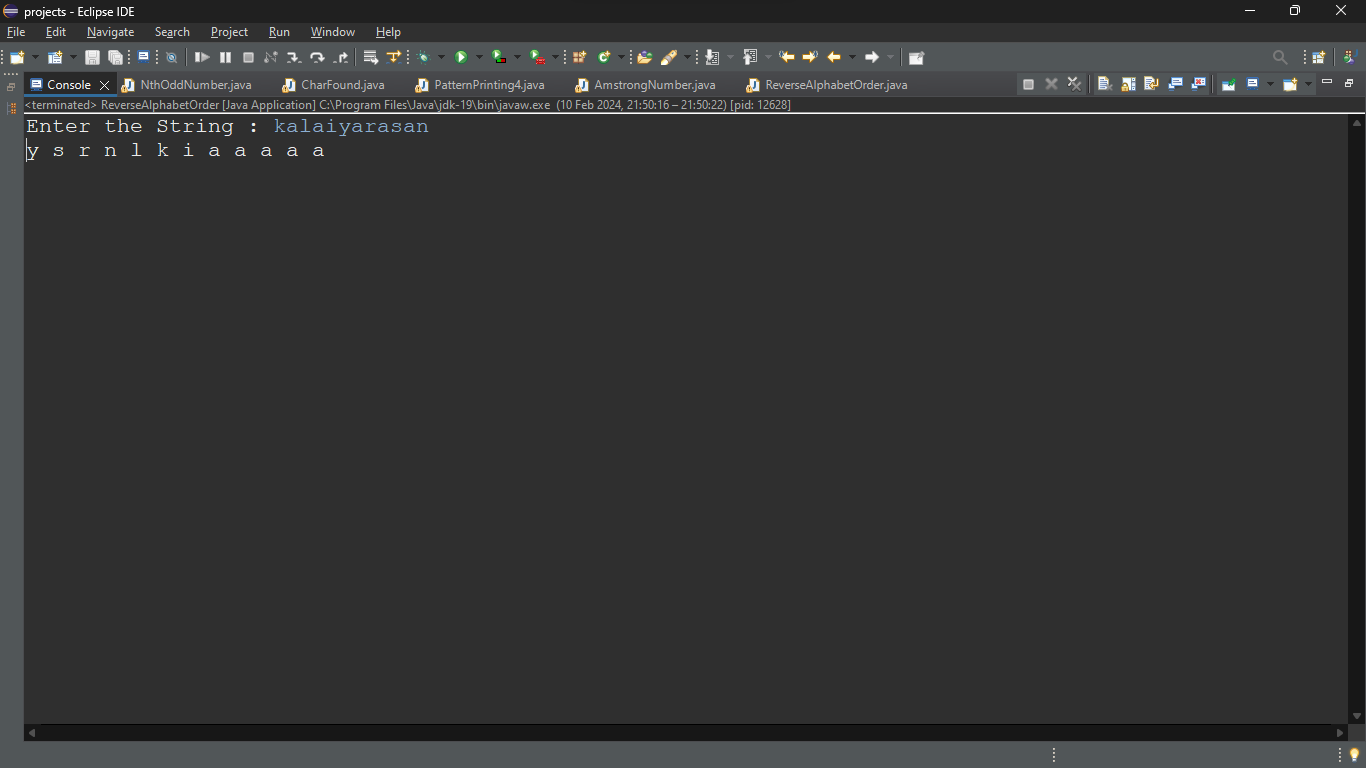 projects - Eclipse IDE
File Edit Navigate Search Project Run Window Help
Console NthOddNumber.java CharFound.java PatternPrinting4.java AmstrongNumber.java ReverseAlphabetOrder.java
<terminated> ReverseAlphabetOrder [Java Application] C:\Program Files\Java\jdk-19\bin\javaw.exe (10 Feb 2024, 21:50:16 – 21:50:22) [pid: 12628]
Enter the String : kalaiyarasan
y s r n l k i a a a a a